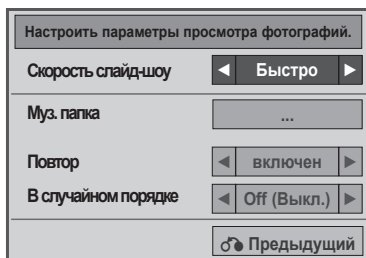 Настроить параметры просмотра фотографий.
Скорость слайд-шоу ◄ Быстро ►
Муз. папка ...
Повтор ◄ включен ►
В случайном порядке ◄ Off (Выкл.) ►
Предыдущий